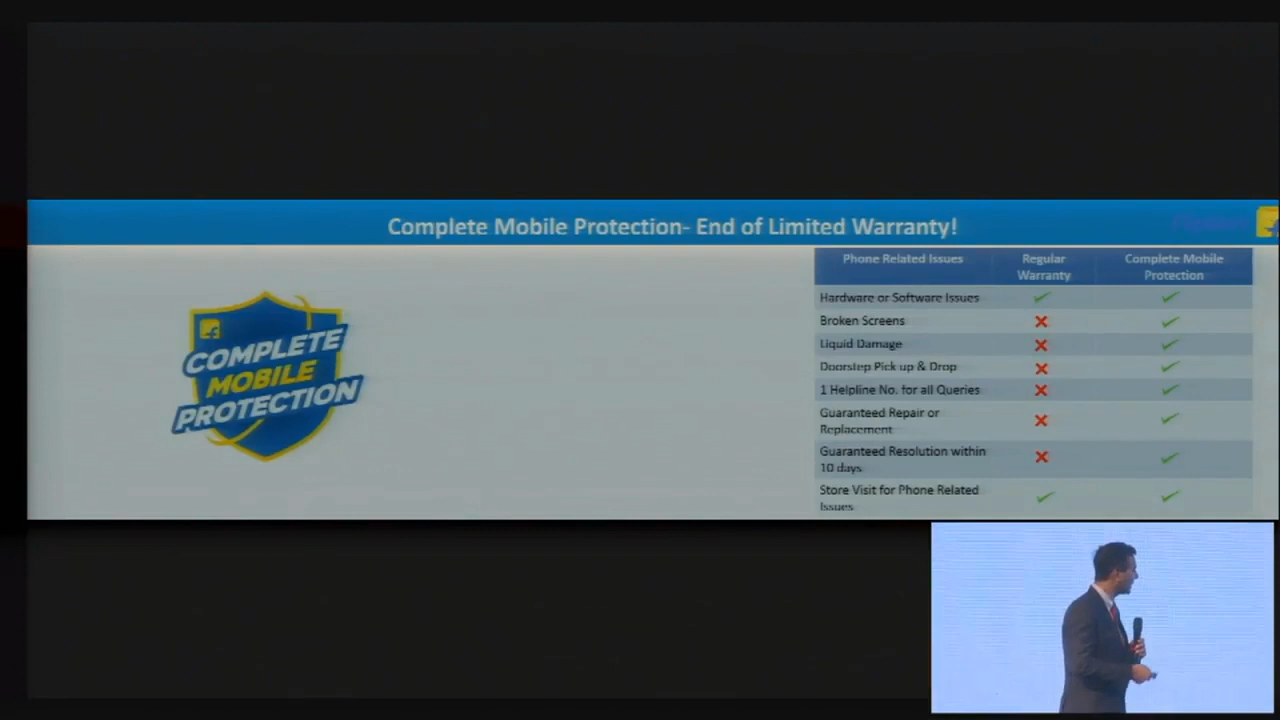 Complete Mobile Protection- End of Limited Warranty!
COMPLETE
MOBILE
PROTECTION
Phone Related Issues
Regular
Warranty
Complete Mobile
Protection
Hardware or Software Issues
Broken Screens
Liquid Damage
Doorstep Pick up & Drop
1 Helpline No. for all Queries
Guaranteed Repair or
Replacement
Guaranteed Resolution within
10 days
Store Visit for Phone Related
Issues